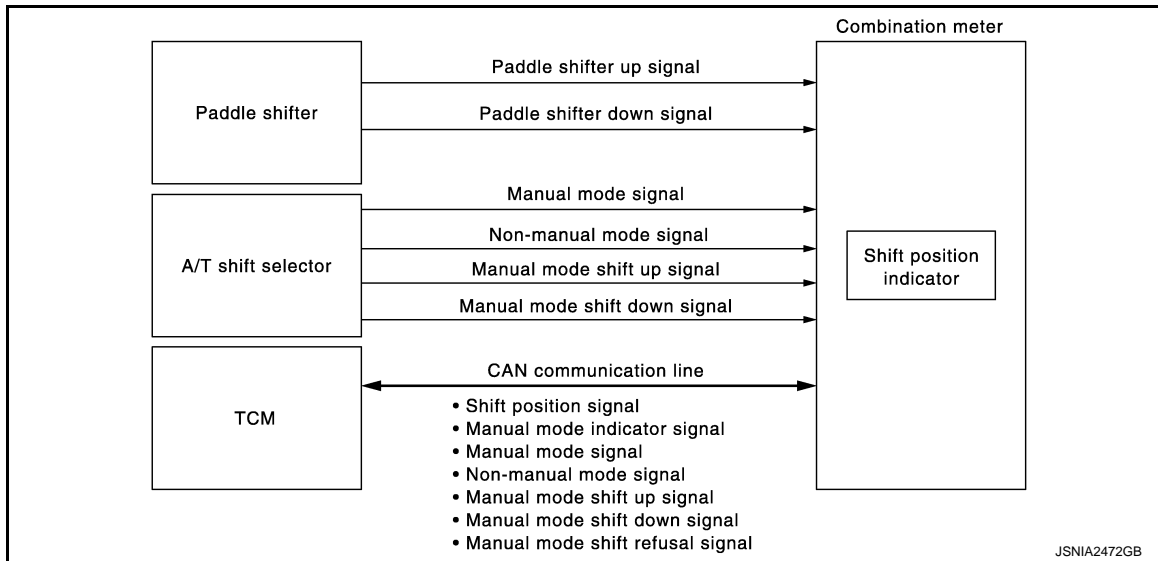 Combination meter
Paddle shifter
Paddle shifter up signal
Paddle shifter down signal
A/T shift selector
Manual mode signal
Non-manual mode signal
Manual mode shift up signal
Manual mode shift down signal
Shift position
indicator
TCM
CAN communication line
• Shift position signal
• Manual mode indicator signal
• Manual mode signal
• Non-manual mode signal
• Manual mode shift up signal
• Manual mode shift down signal
• Manual mode shift refusal signal
JSNIA2472GB